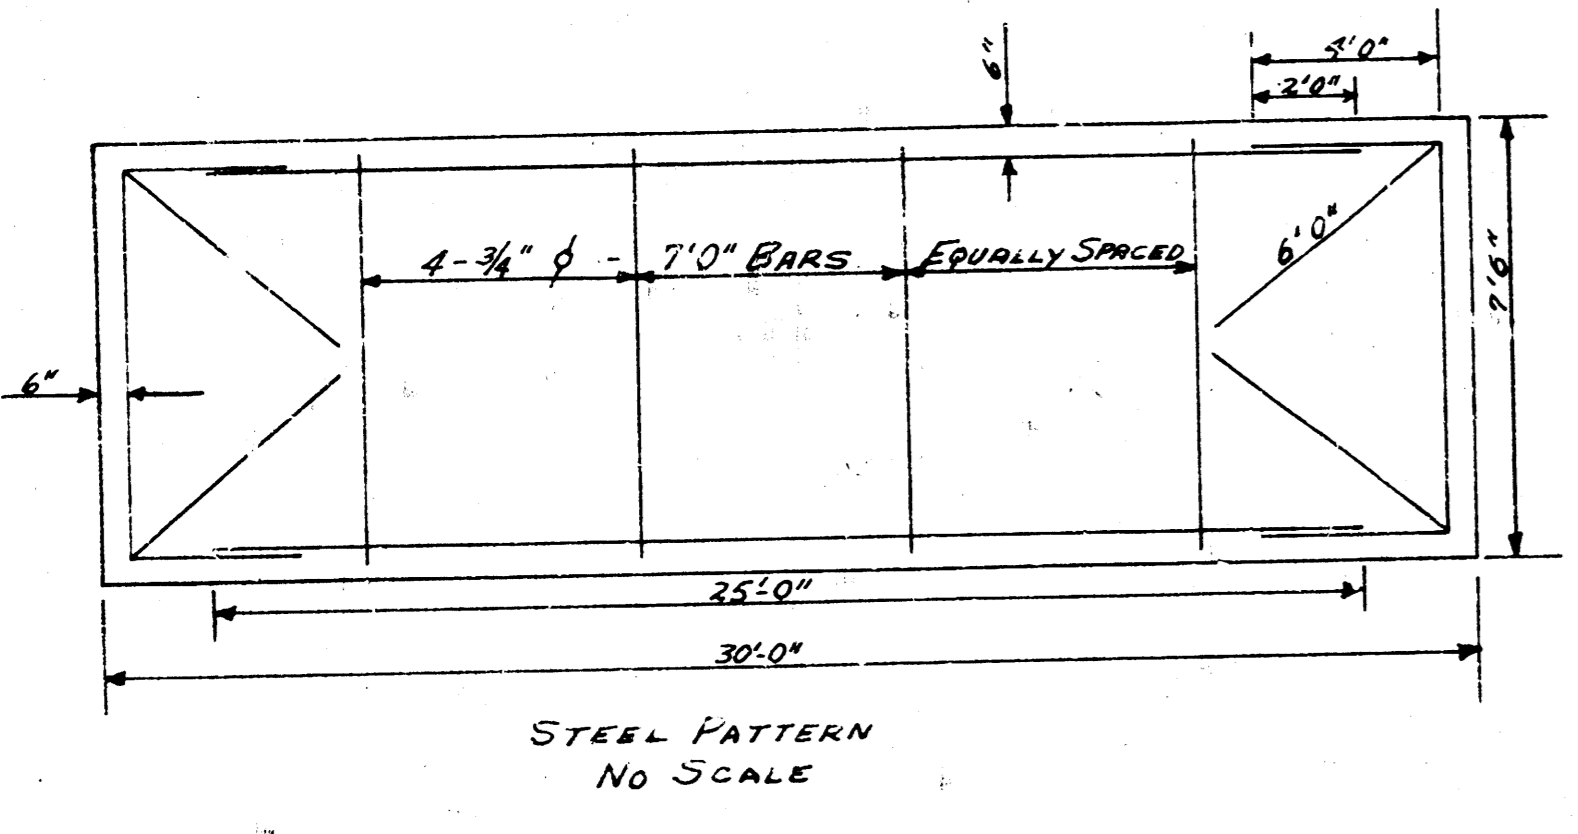 6"
4'0"
2'0"
4-3/4" ϕ - 7'0" BARS EQUALLY SPACED
6'0"
7'6"
6"
25'-0"
30'-0"
STEEL PATTERN
NO SCALE